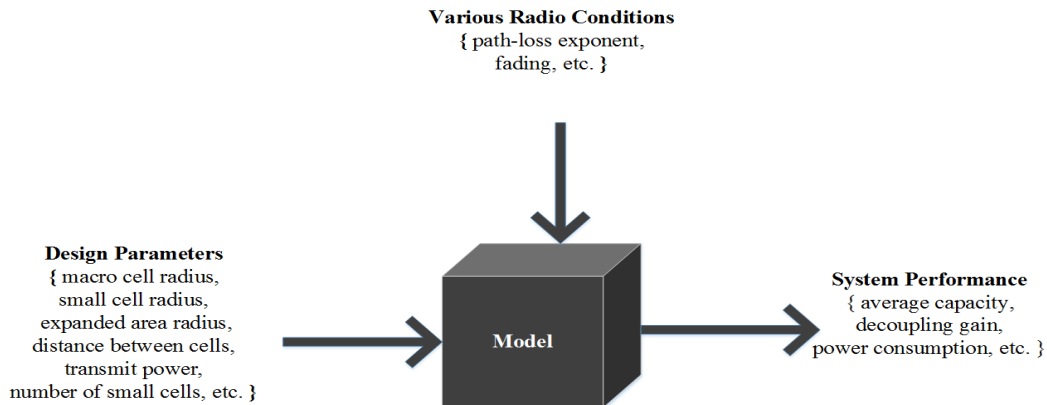 Various Radio Conditions
{ path-loss exponent,
fading, etc. }
Design Parameters
{ macro cell radius,
small cell radius,
expanded area radius,
distance between cells,
transmit power,
number of small cells, etc. }
Model
System Performance
{ average capacity,
decoupling gain,
power consumption, etc. }